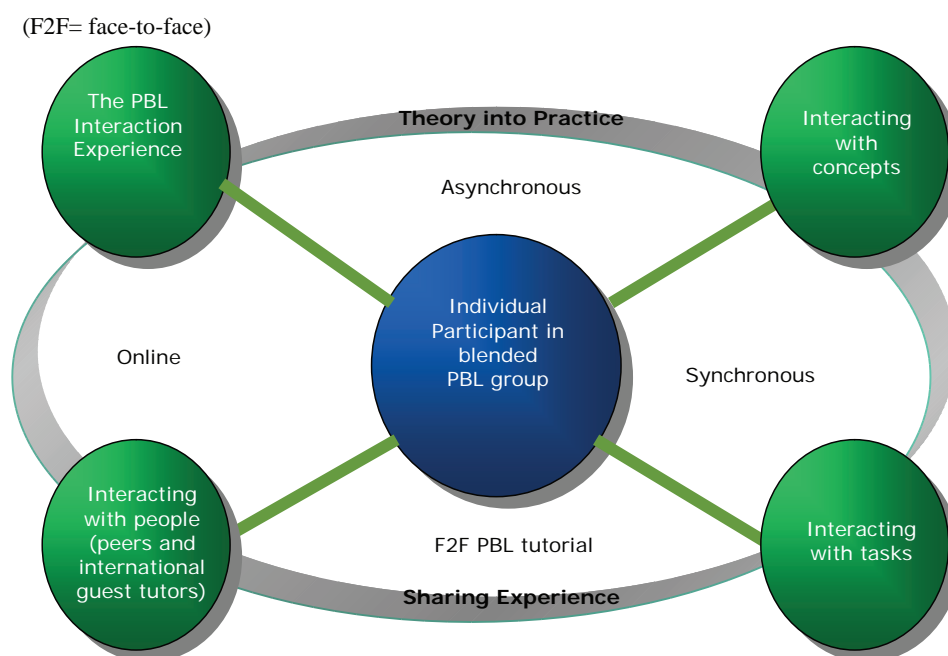 (F2F= face-to-face)
The PBL
Interaction
Experience
Theory into Practice
Interacting
with
concepts
Asynchronous
Individual
Participant in
blended
PBL group
Online
Synchronous
Interacting
with people
(peers and
international
guest tutors)
F2F PBL tutorial
Interacting
with tasks
Sharing Experience